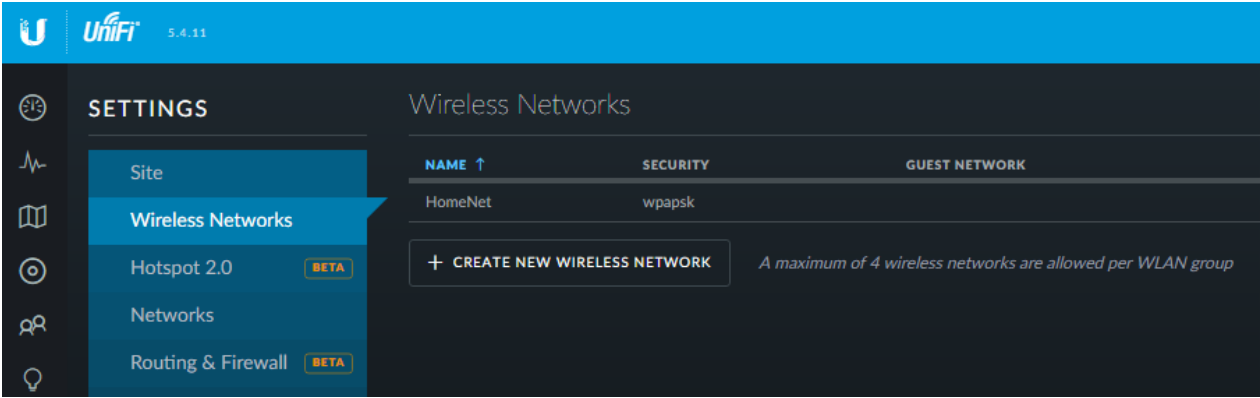 UniFi 5.4.11
SETTINGS
Site
Wireless Networks
Hotspot 2.0 BETA
Networks
Routing & Firewall BETA
Wireless Networks
NAME ↑ SECURITY GUEST NETWORK
HomeNet wpapsk
+ CREATE NEW WIRELESS NETWORK A maximum of 4 wireless networks are allowed per WLAN group